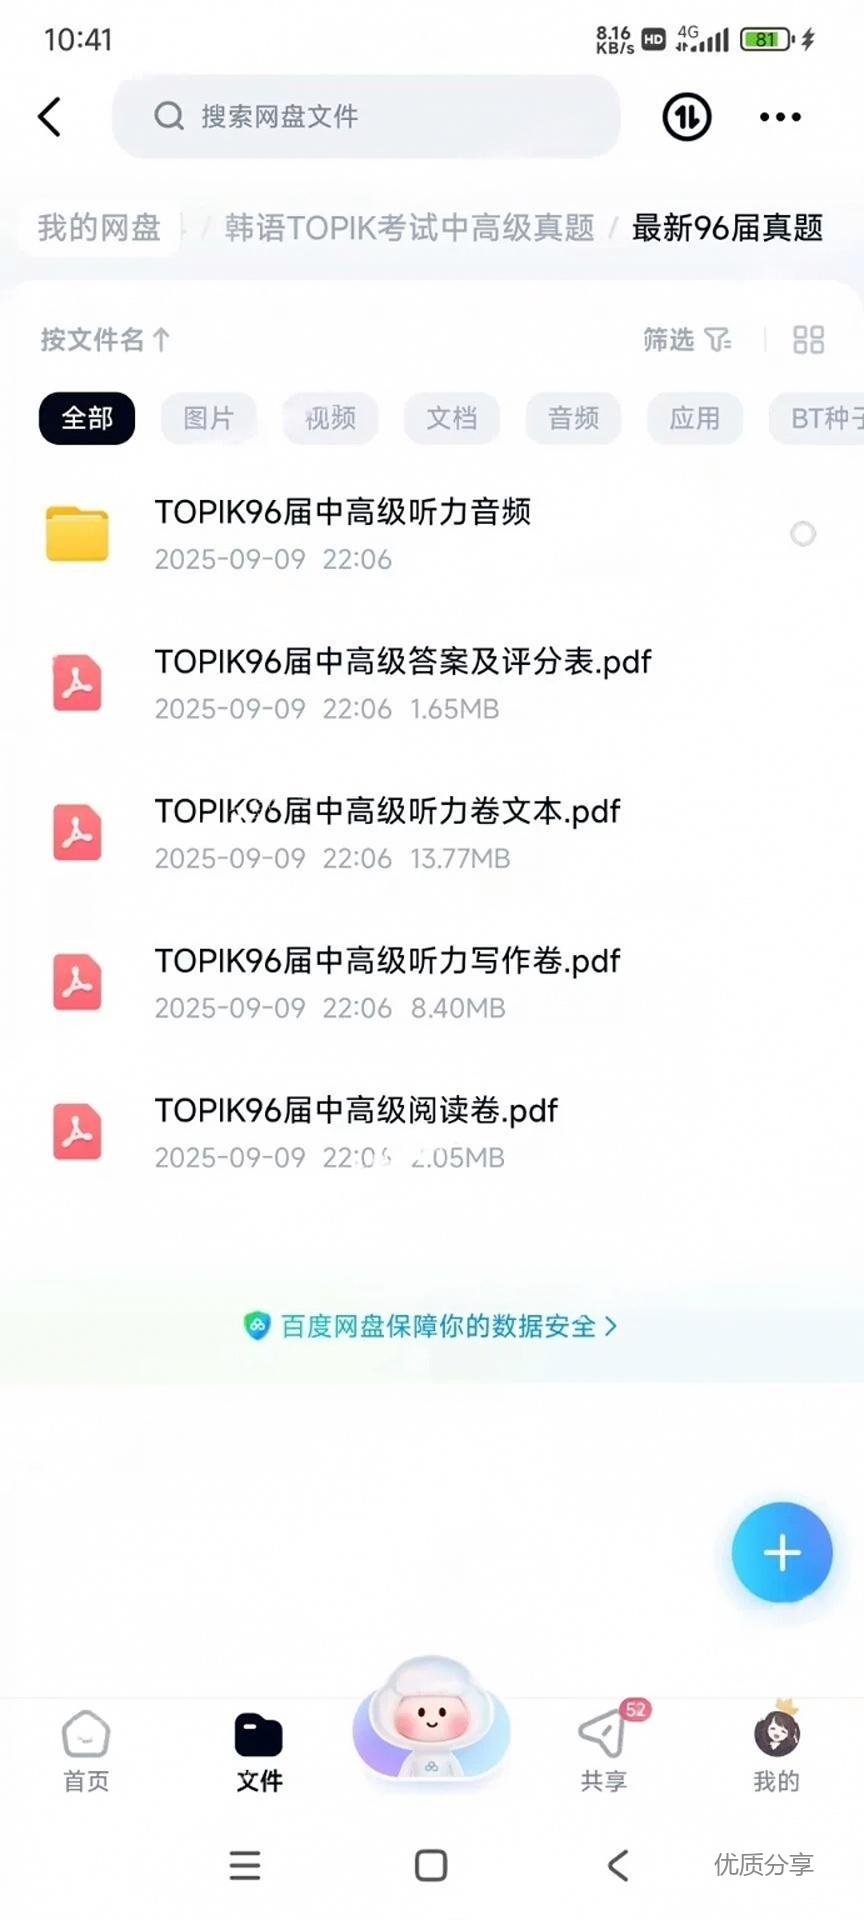 10:41
8.16 KB/s HD 4G 81
搜索网盘文件
我的网盘 / 韩语TOPIK考试中高级真题 / 最新96届真题
按文件名↑ 筛选
全部 图片 视频 文档 音频 应用 BT种子
TOPIK96届中高级听力音频
2025-09-09 22:06
TOPIK96届中高级答案及评分表.pdf
2025-09-09 22:06 1.65MB
TOPIK96届中高级听力卷文本.pdf
2025-09-09 22:06 13.77MB
TOPIK96届中高级听力写作卷.pdf
2025-09-09 22:06 8.40MB
TOPIK96届中高级阅读卷.pdf
2025-09-09 22:06 2.05MB
百度网盘保障你的数据安全
52
首页 文件 共享 我的
优质分享